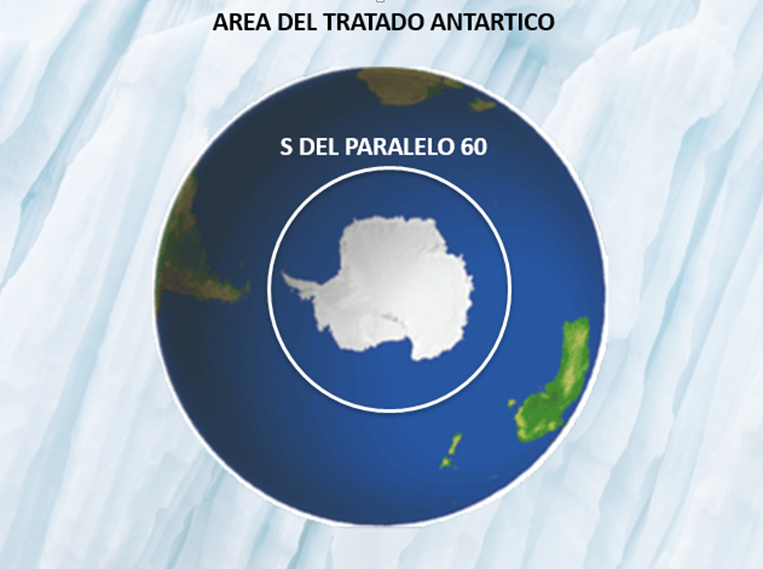 AREA DEL TRATADO ANTARTICO
S DEL PARALELO 60